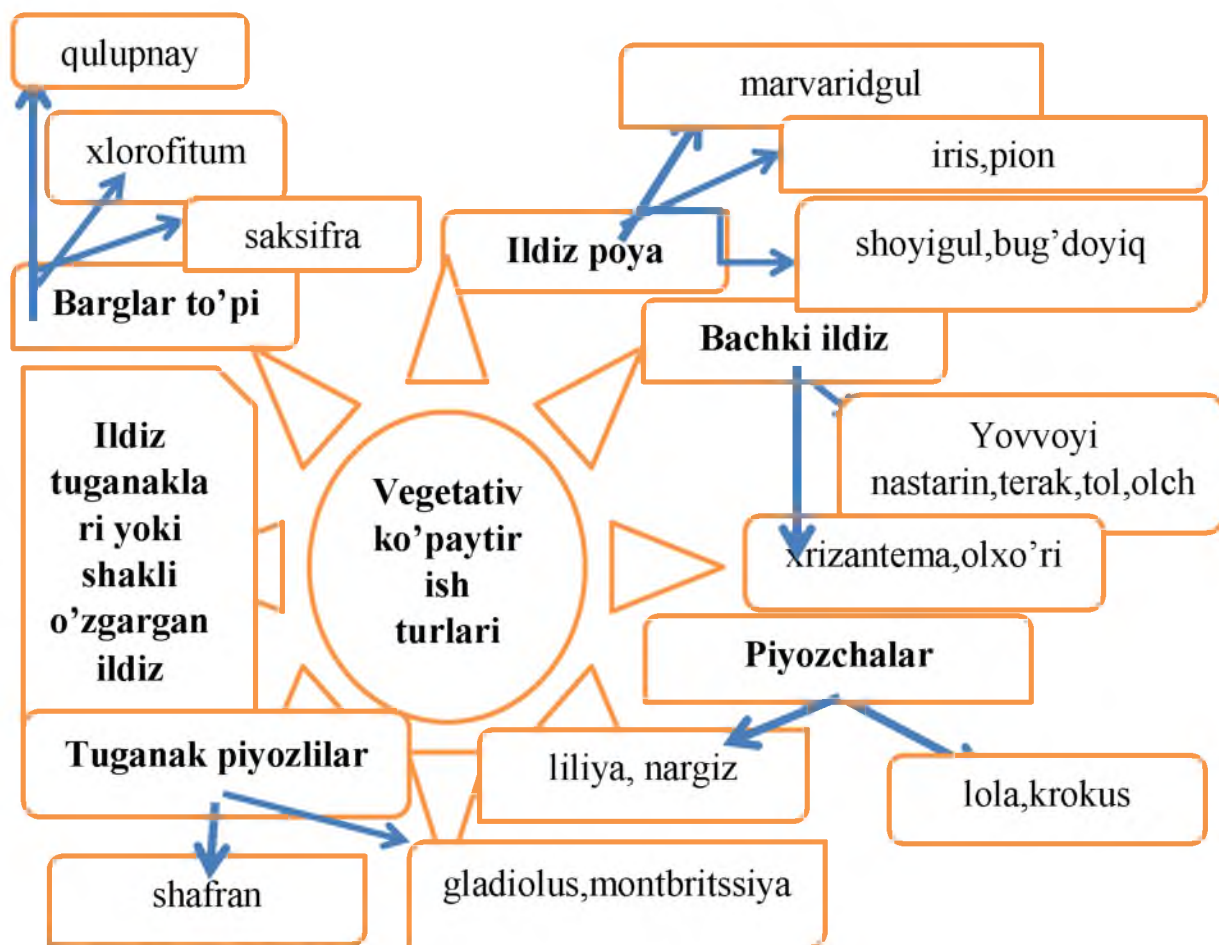 qulupnay
xlorofitum
saksifra
Barglar to’pi
marvaridgul
iris,pion
Ildiz poya
shoyigul,bug’doyiq
Bachki ildiz
Yovvoyi
nastarin,terak,tol,olch
xrizantema,olxo’ri
Ildiz
tuganakla
ri yoki
shakli
o’zgargan
ildiz
Vegetativ
ko’paytir
ish
turlari
Piyozchalar
liliya, nargiz
lola,krokus
Tuganak piyozlilar
shafran
gladiolus,montbritssiya